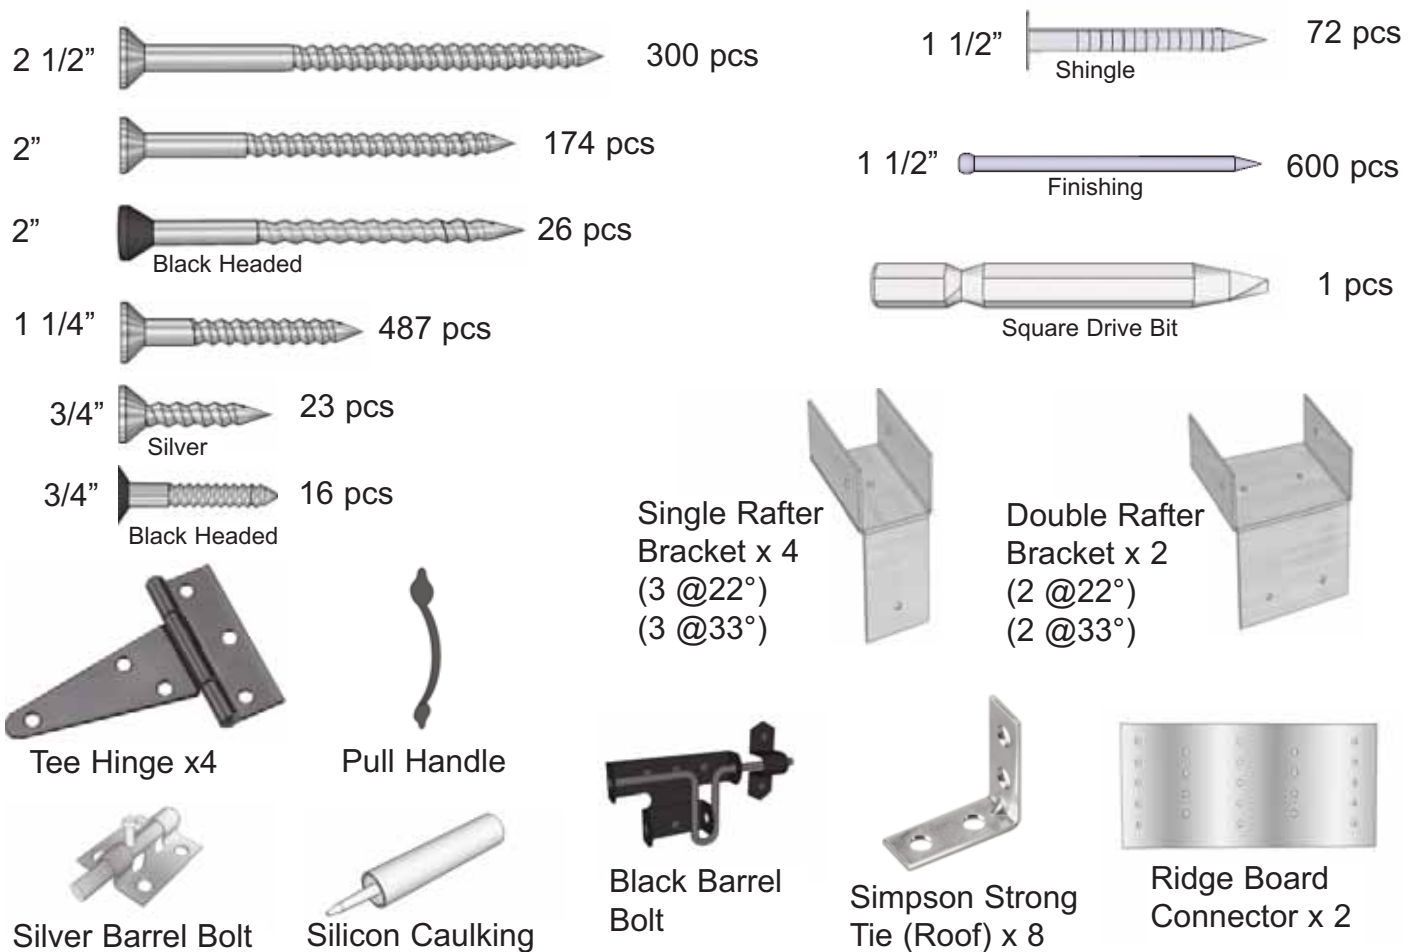 2 1/2”
300 pcs
1 1/2”
Shingle
72 pcs
2”
174 pcs
1 1/2”
Finishing
600 pcs
2”
26 pcs
Black Headed
1 pcs
Square Drive Bit
1 1/4”
487 pcs
3/4”
23 pcs
Silver
3/4”
16 pcs
Black Headed
Single Rafter
Bracket x 4
(3 @22°)
(3 @33°)
Double Rafter
Bracket x 2
(2 @22°)
(2 @33°)
Tee Hinge x4
Pull Handle
Black Barrel
Bolt
Simpson Strong
Tie (Roof) x 8
Ridge Board
Connector x 2
Silver Barrel Bolt
Silicon Caulking